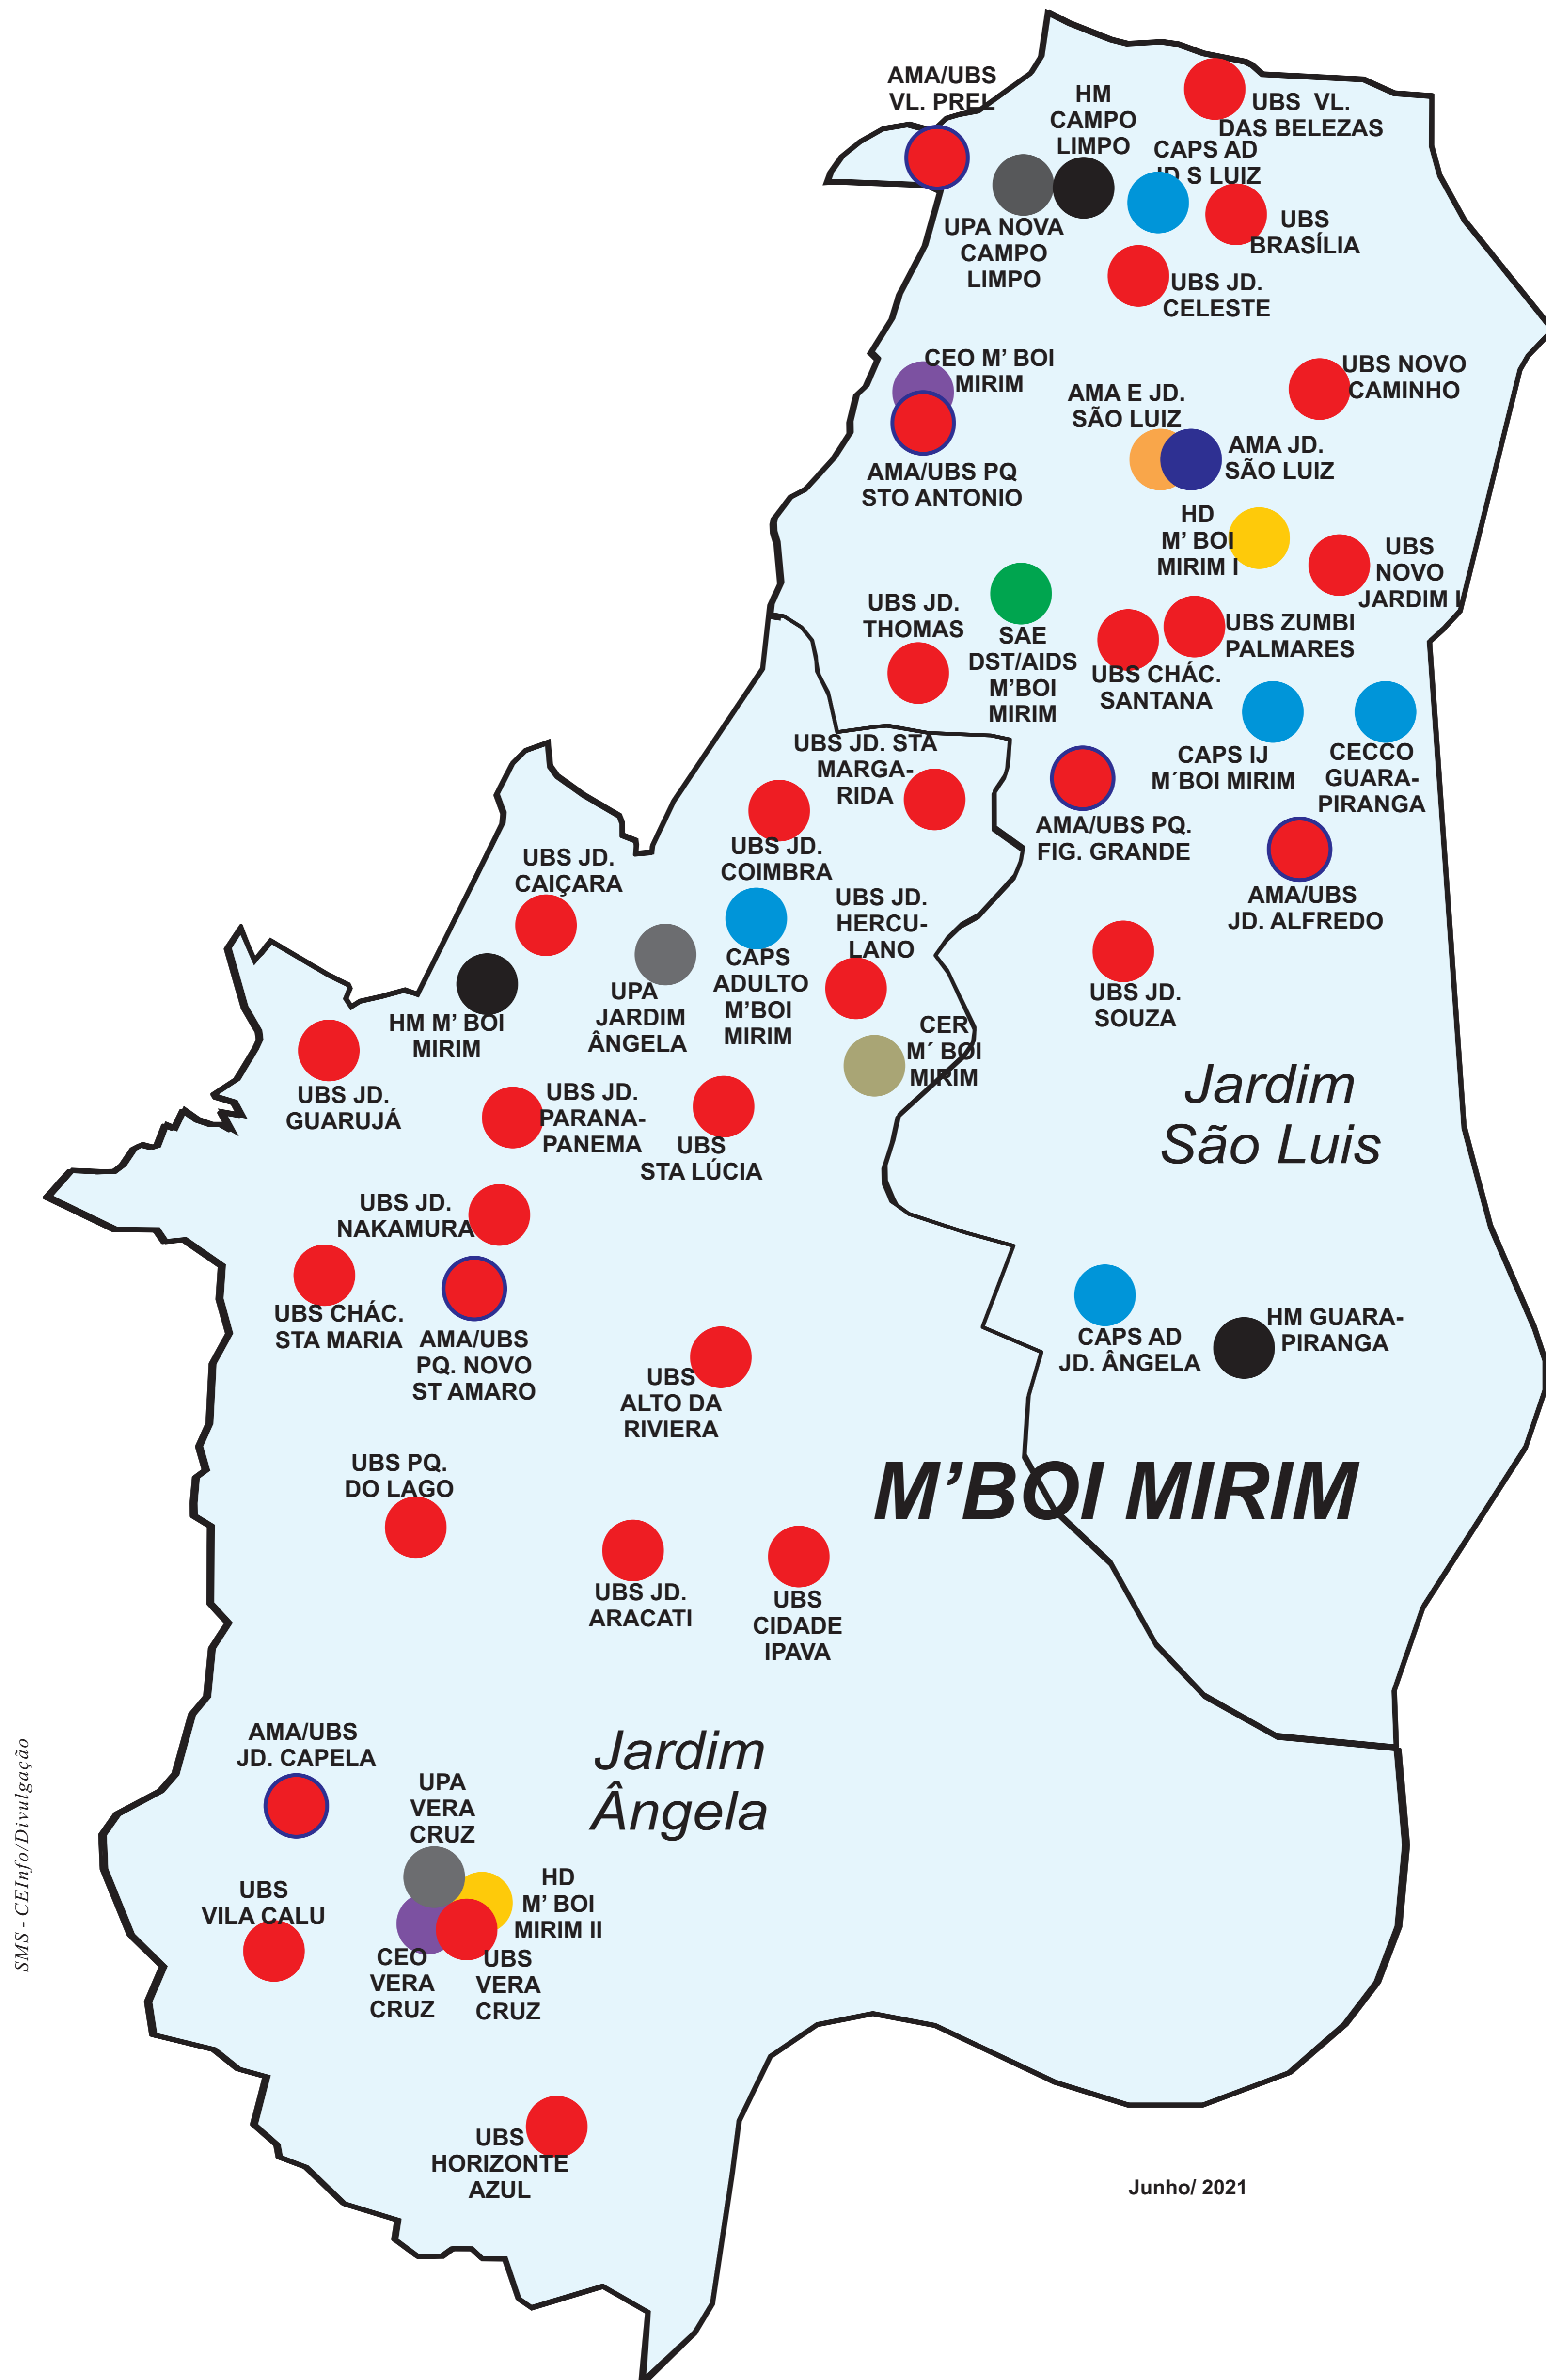 AMA/UBS
VL. PREL
HM
CAMPO
LIMPO
UBS VL.
DAS BELEZAS
CAPS AD
JD S LUIZ
UBS
BRASÍLIA
UPA NOVA
CAMPO
LIMPO
UBS JD.
CELESTE
CEO M’ BOI
MIRIM
AMA/UBS PQ
STO ANTONIO
AMA E JD.
SÃO LUIZ
AMA JD.
SÃO LUIZ
UBS NOVO
CAMINHO
HD
M’ BOI
MIRIM I
UBS
NOVO
JARDIM I
UBS JD.
THOMAS
SAE
DST/AIDS
M’BOI
MIRIM
UBS CHÁC.
SANTANA
UBS ZUMBI
PALMARES
CAPS IJ
M´BOI MIRIM
CECCO
GUARA-
PIRANGA
UBS JD. STA
MARGA-
RIDA
AMA/UBS PQ.
FIG. GRANDE
AMA/UBS
JD. ALFREDO
UBS JD.
COIMBRA
UBS JD.
CAIÇARA
UBS JD.
HERCU-
LANO
CAPS
ADULTO
M’BOI
MIRIM
UPA
JARDIM
ÂNGELA
HM M’ BOI
MIRIM
CER
M´ BOI
MIRIM
UBS JD.
SOUZA
UBS JD.
GUARUJÁ
UBS JD.
PARANA-
PANEMA
UBS
STA LÚCIA
Jardim
São Luis
UBS JD.
NAKAMURA
UBS CHÁC.
STA MARIA
AMA/UBS
PQ. NOVO
ST AMARO
UBS
ALTO DA
RIVIERA
CAPS AD
JD. ÂNGELA
HM GUARA-
PIRANGA
M’BOI MIRIM
UBS PQ.
DO LAGO
UBS JD.
ARACATI
UBS
CIDADE
IPAVA
AMA/UBS
JD. CAPELA
Jardim
Ângela
UPA
VERA
CRUZ
HD
M’ BOI
MIRIM II
UBS
VILA CALU
CEO
VERA
CRUZ
UBS
VERA
CRUZ
UBS
HORIZONTE
AZUL
Junho/ 2021
SMS - CEInfo/Divulgação